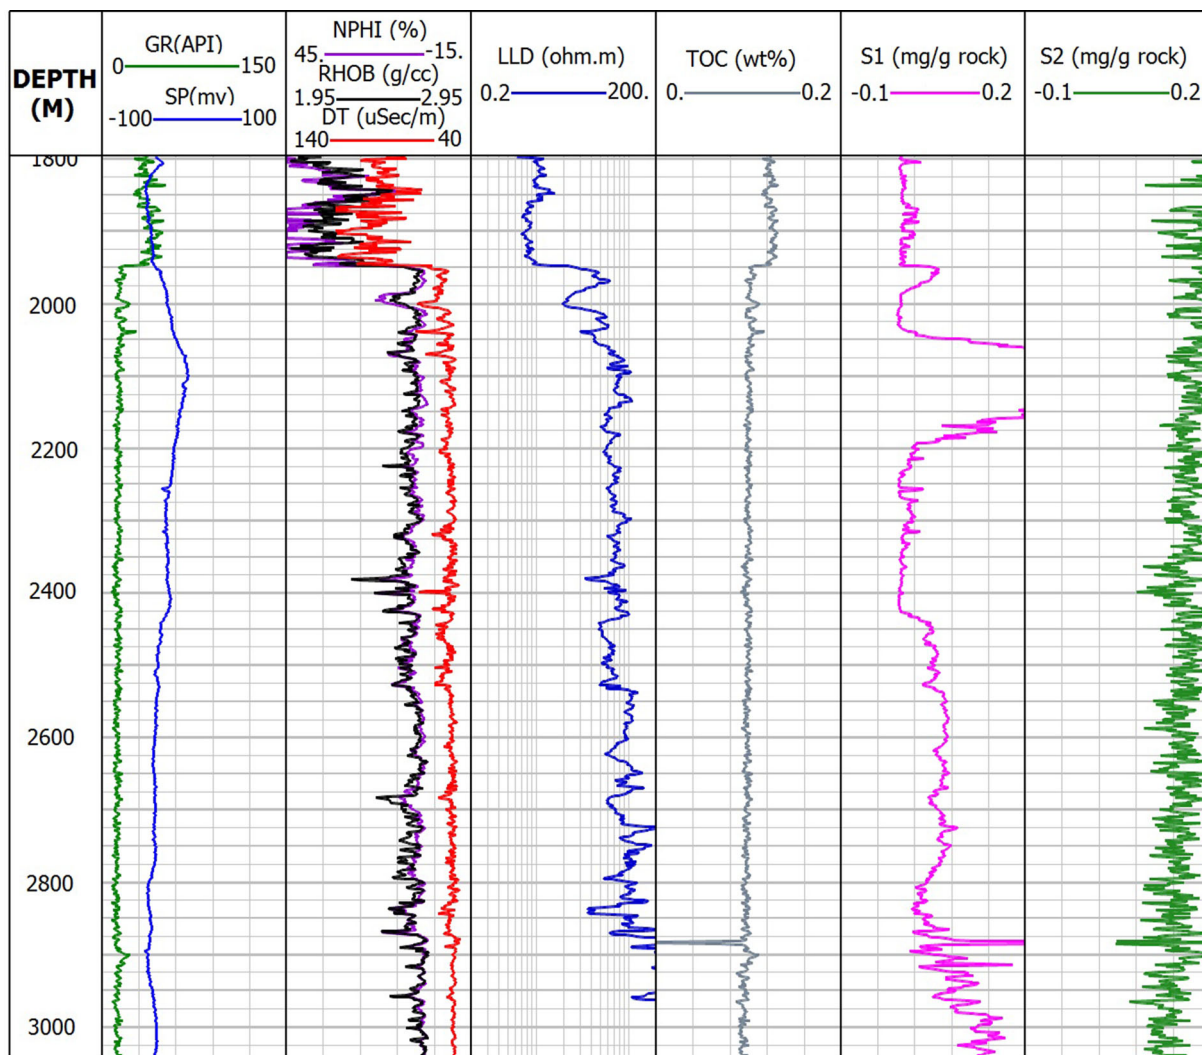 DEPTH
(M)
GR(API)
0 150
SP(mv)
-100 100
NPHI (%)
45. -15.
RHOB (g/cc)
1.95 2.95
DT (uSec/m)
140 40
LLD (ohm.m)
0.2 200.
TOC (wt%)
0. 0.2
S1 (mg/g rock)
-0.1 0.2
S2 (mg/g rock)
-0.1 0.2
1800
2000
2200
2400
2600
2800
3000